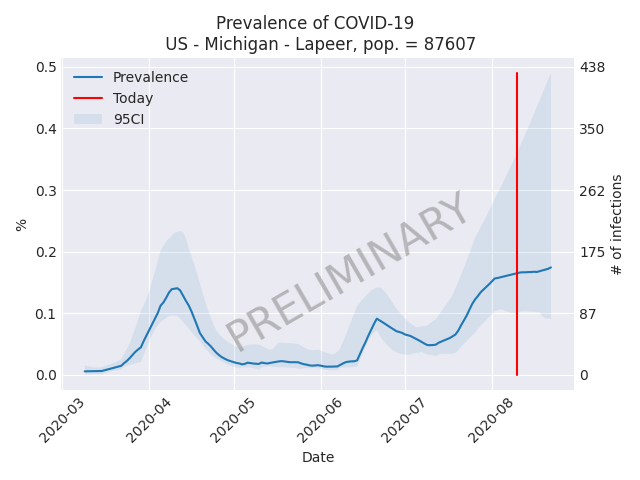 Prevalence of COVID-19
US - Michigan - Lapeer, pop. = 87607
Prevalence
Today
95CI
PRELIMINARY
%
0.5
0.4
0.3
0.2
0.1
0.0
438
350
262
175
87
0
# of infections
2020-03
2020-04
2020-05
2020-06
2020-07
2020-08
Date